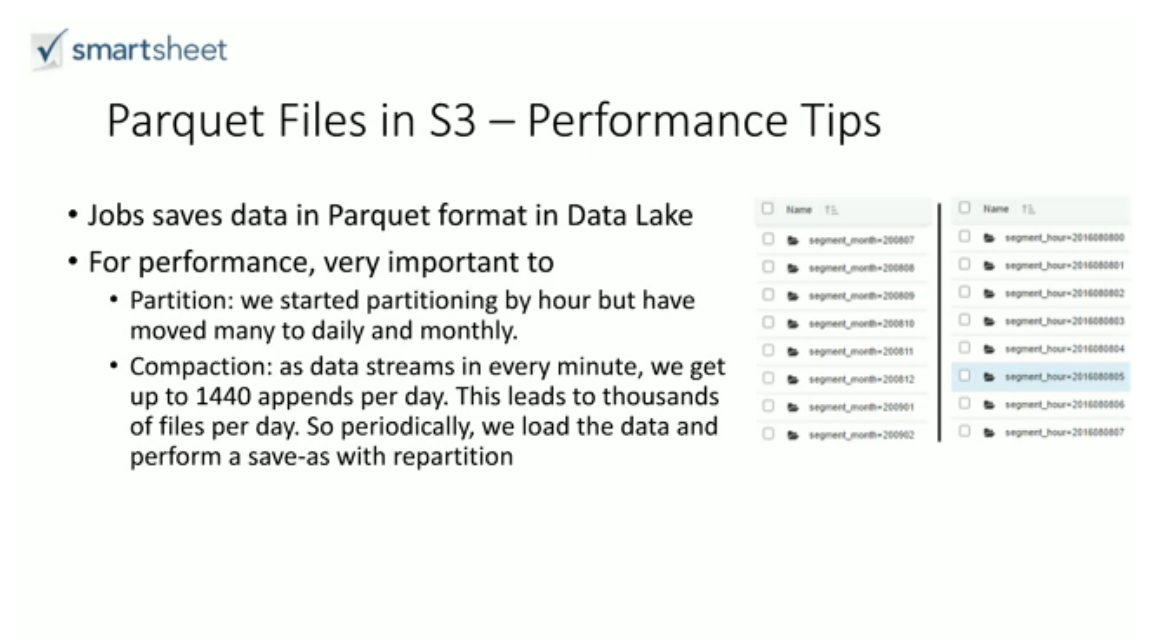 smartsheet
Parquet Files in S3 – Performance Tips
• Jobs saves data in Parquet format in Data Lake
• For performance, very important to
• Partition: we started partitioning by hour but have
moved many to daily and monthly.
• Compaction: as data streams in every minute, we get
up to 1440 appends per day. This leads to thousands
of files per day. So periodically, we load the data and
perform a save-as with repartition
Name
segment_month=200807
segment_month=200808
segment_month=200809
segment_month=200810
segment_month=200811
segment_month=200812
segment_month=200901
segment_month=200902
Name
segment_hour=2016080800
segment_hour=2016080801
segment_hour=2016080802
segment_hour=2016080803
segment_hour=2016080804
segment_hour=2016080805
segment_hour=2016080806
segment_hour=2016080807